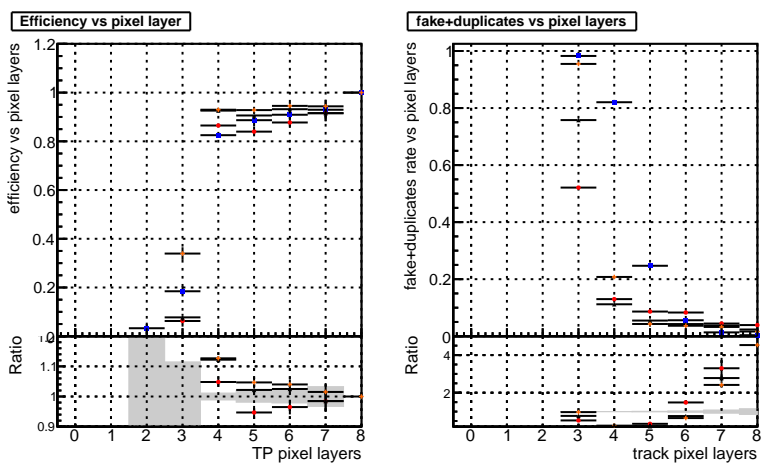 Efficiency vs pixel layer
efficiency vs pixel layers
1.2
1
0.8
0.6
0.4
0.2
0
Ratio
1.1
1
0.9
0 1 2 3 4 5 6 7 8
TP pixel layers
fake+duplicates vs pixel layers
fake+duplicates rate vs pixel layers
1
0.8
0.6
0.4
0.2
0
Ratio
4
2
0 1 2 3 4 5 6 7 8
track pixel layers